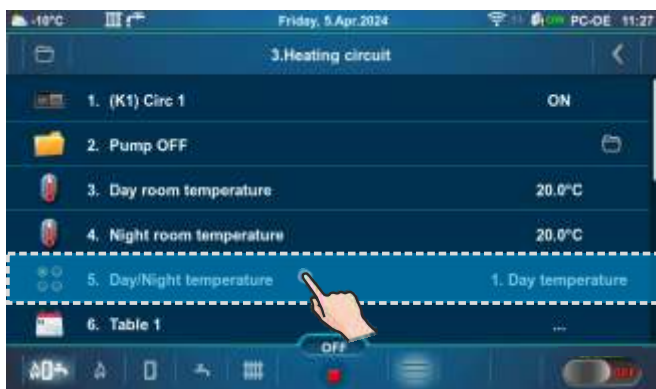 -10°C Friday, 5.Apr.2024 PC-OE 11:27
3.Heating circuit
1. (K1) Circ 1 ON
2. Pump OFF
3. Day room temperature 20.0°C
4. Night room temperature 20.0°C
5. Day/Night temperature 1. Day temperature
6. Table 1 ...
OFF
OFF